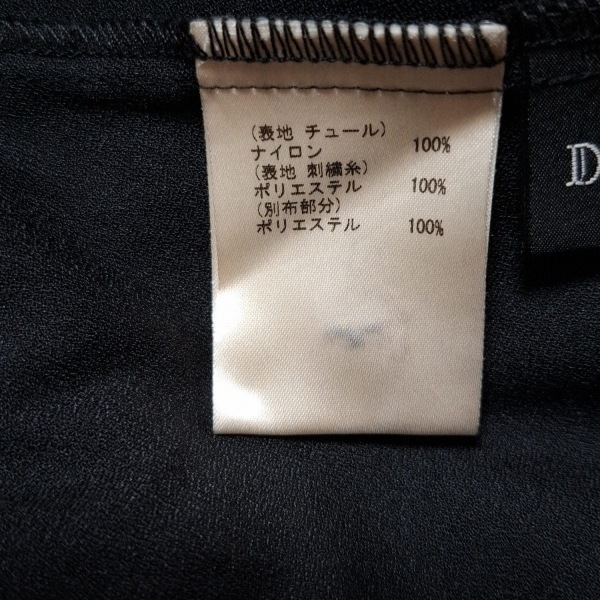 (表地 チュール)
ナイロン 100%
(表地 刺繍糸)
ポリエステル 100%
(別布部分)
ポリエステル 100%
D